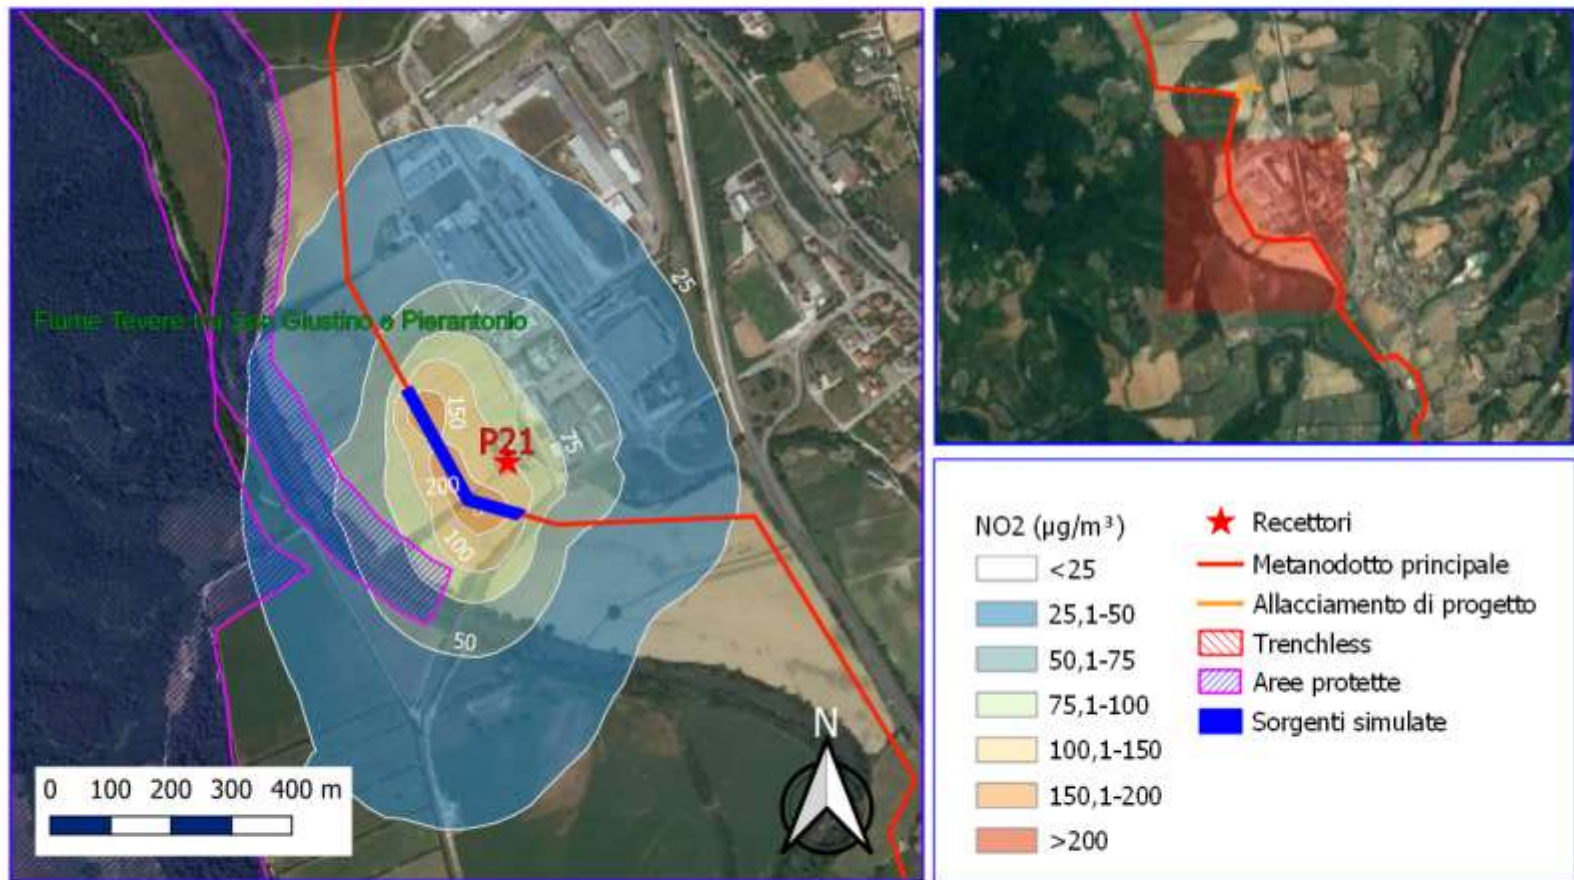 25
Fiume Tevere tra San Giustino e Pierantonio
150
75
P21
200
100
50
N
0 100 200 300 400 m
NO2 (µg/m³)
<25
25,1-50
50,1-75
75,1-100
100,1-150
150,1-200
>200
Recettori
Metanodotto principale
Allacciamento di progetto
Trenchless
Aree protette
Sorgenti simulate